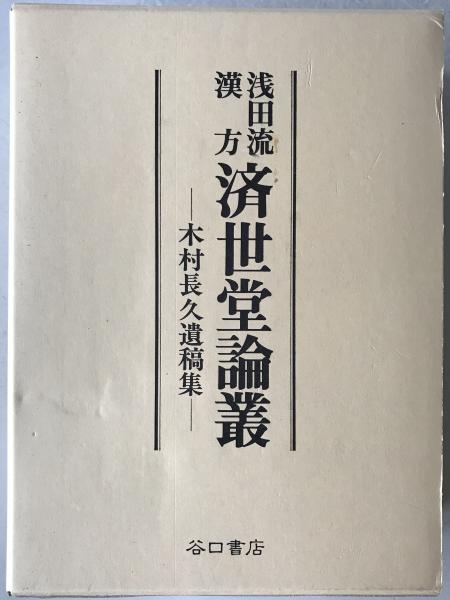 浅田流
漢方
済世堂論叢
―木村長久遺稿集―
谷口書店